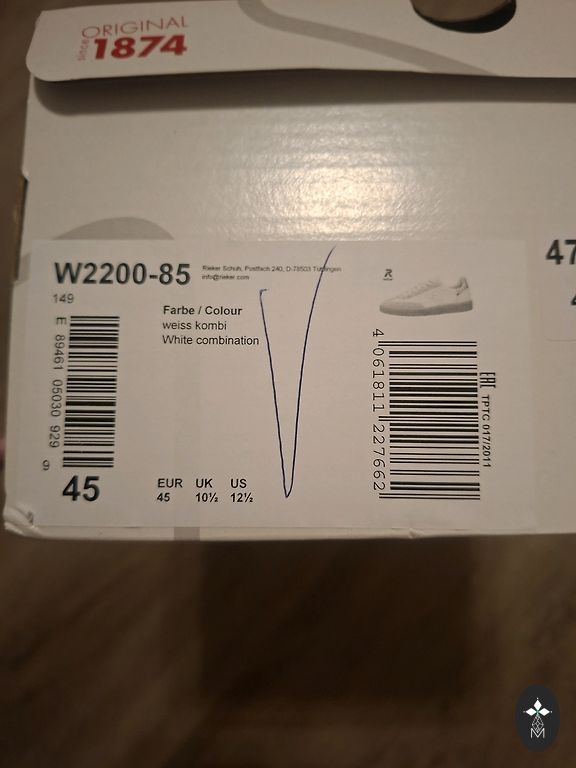 ORIGINAL
since 1874
W2200-85
Rieker Schuh, Postfach 240, D-78503 Tuttlingen
info@rieker.com
149
Farbe / Colour
weiss kombi
White combination
E 89461 05030 929 9
45
EUR UK US
45 10½ 12½
R
4 061811 227662
EAC TPTC 017/2011
47
M